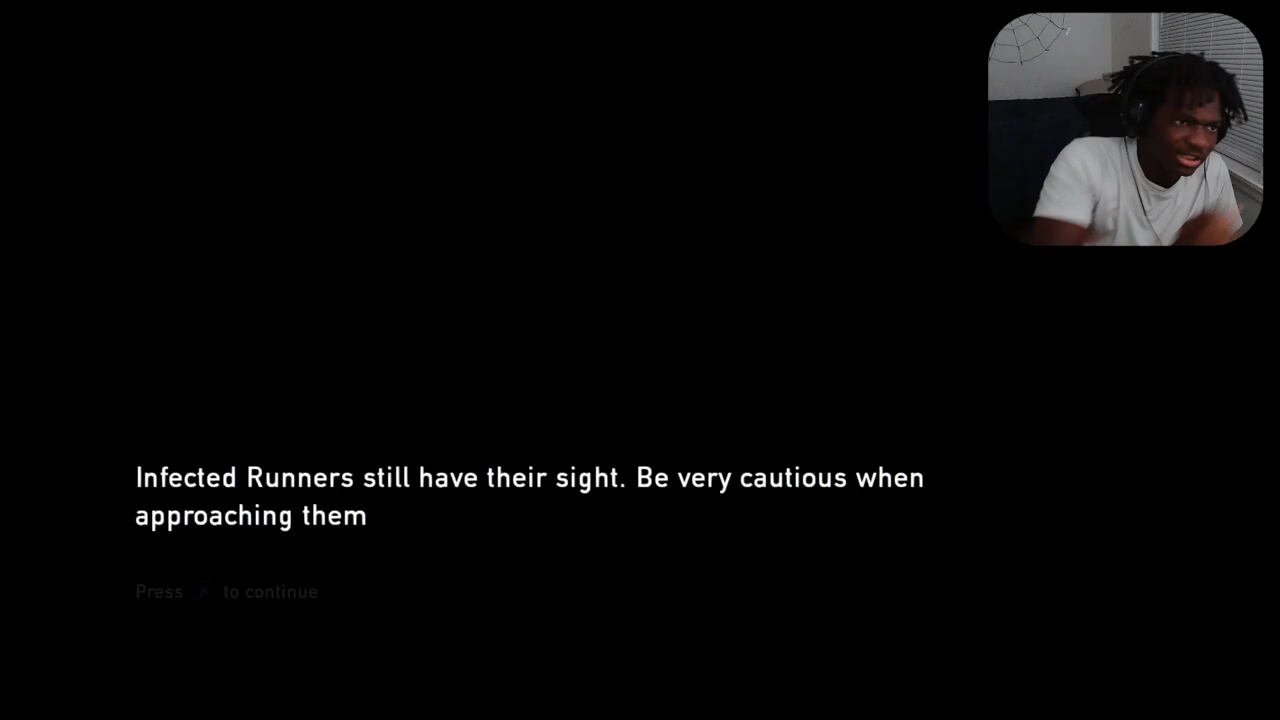 Infected Runners still have their sight. Be very cautious when
approaching them
Press ⓧ to continue